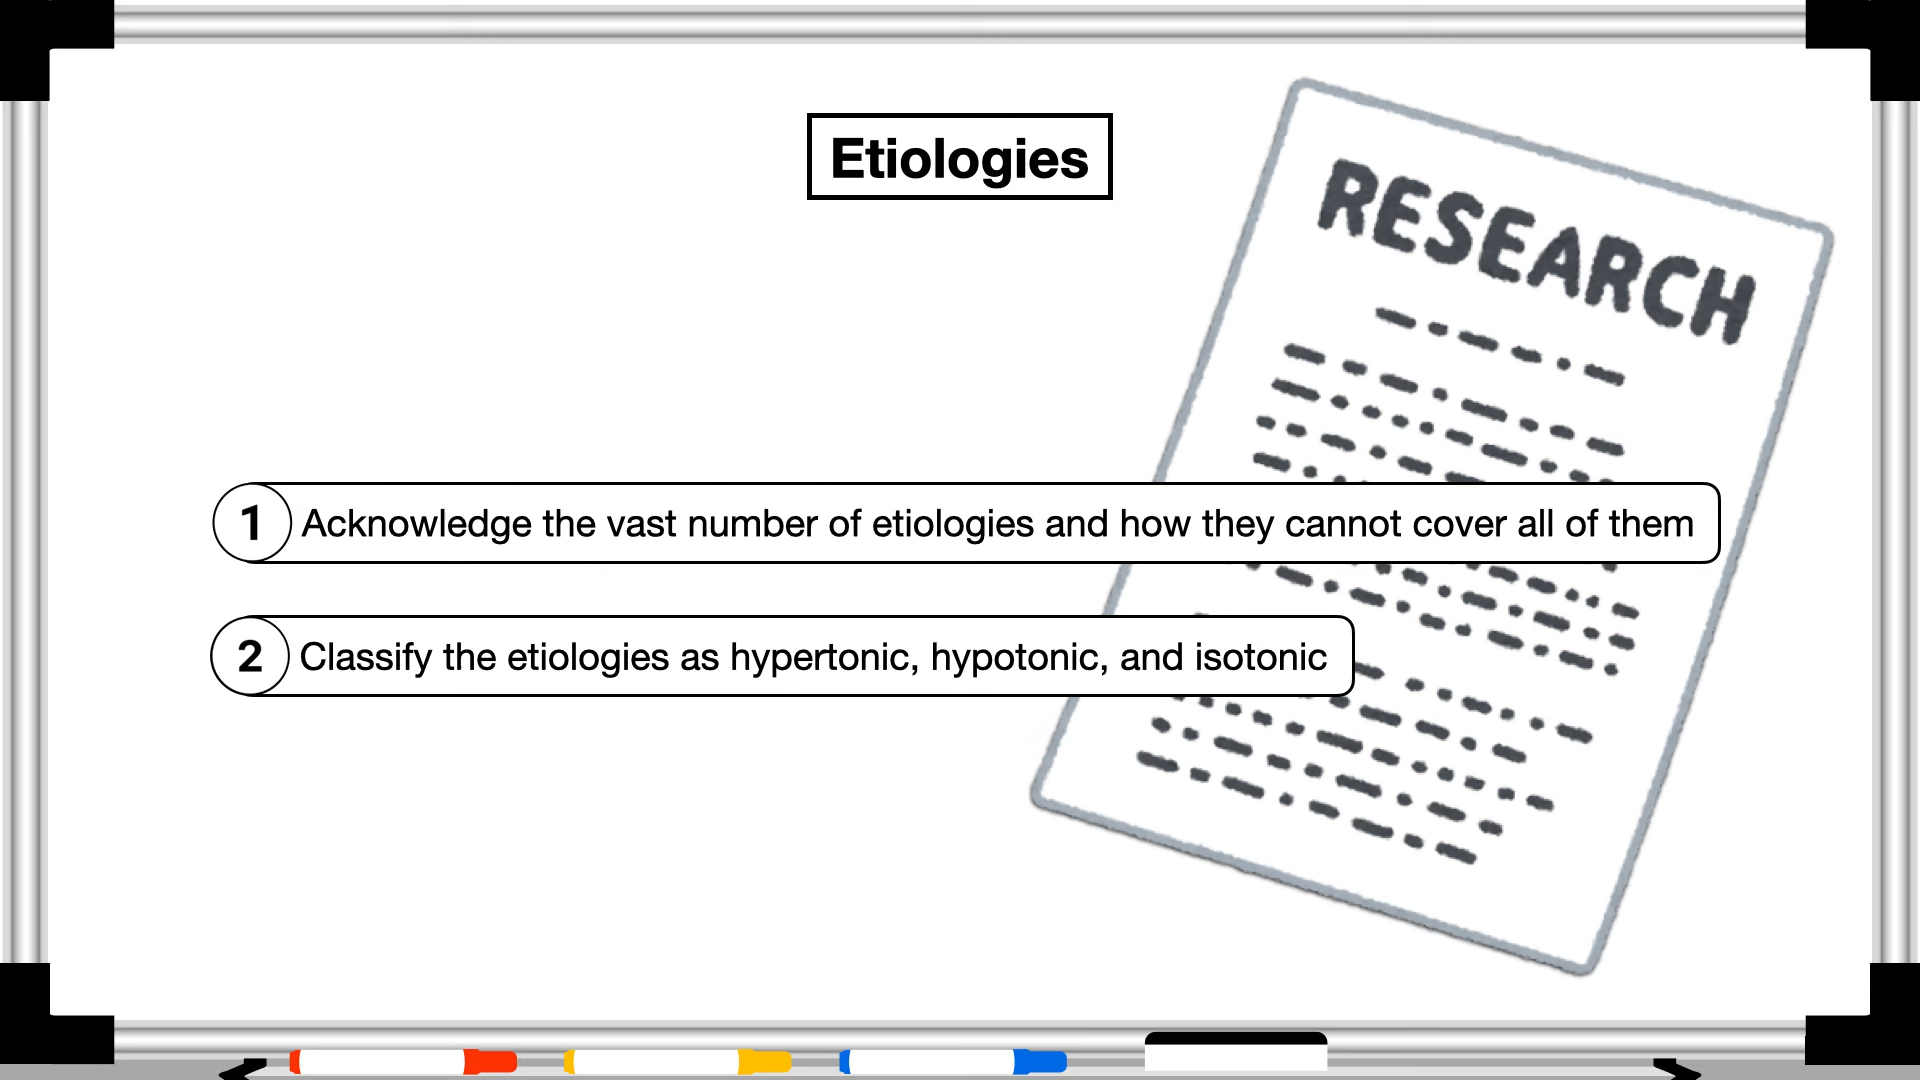 Etiologies
RESEARCH
1 Acknowledge the vast number of etiologies and how they cannot cover all of them
2 Classify the etiologies as hypertonic, hypotonic, and isotonic